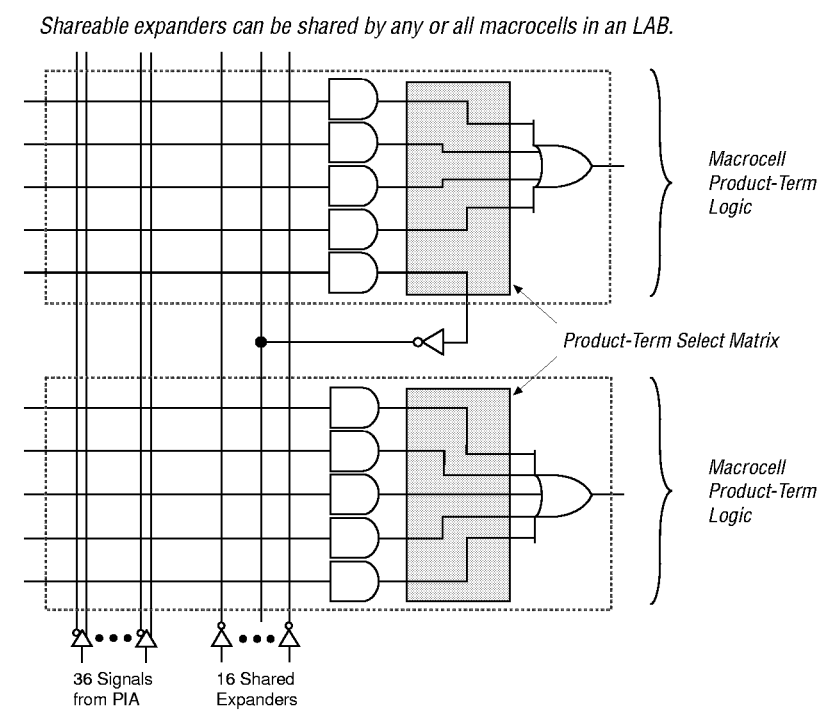 Shareable expanders can be shared by any or all macrocells in an LAB.
Macrocell
Product-Term
Logic
Product-Term Select Matrix
Macrocell
Product-Term
Logic
36 Signals
from PIA
16 Shared
Expanders